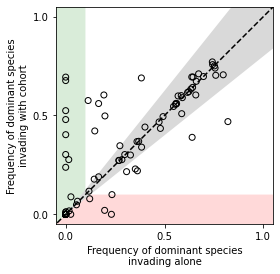 Frequency of dominant species
invading with cohort
1.0
0.5
0.0
0.0
0.5
1.0
Frequency of dominant species
invading alone